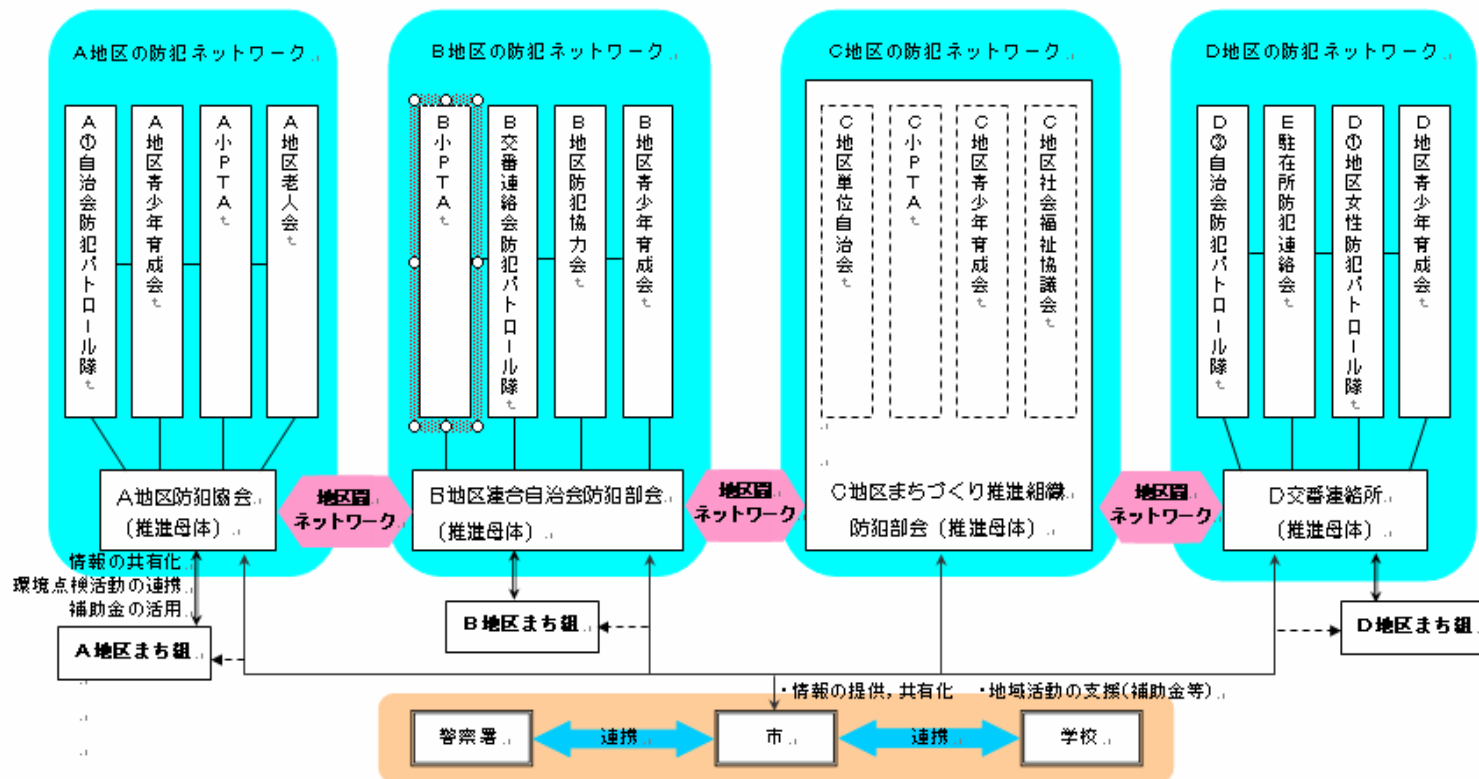 A地区の防犯ネットワーク
B地区の防犯ネットワーク
C地区の防犯ネットワーク
D地区の防犯ネットワーク
A①自治会防犯パトロール隊
A地区青少年育成会
A小PTA
A地区老人会
B小PTA
B交番連絡会防犯パトロール隊
B地区防犯協力会
B地区青少年育成会
C地区単位自治会
C小PTA
C地区青少年育成会
C地区社会福祉協議会
D③自治会防犯パトロール隊
E駐在所防犯連絡会
D①地区女性防犯パトロール隊
D地区青少年育成会
A地区防犯協会
(推進母体)
地区間
ネットワーク
B地区連合自治会防犯部会
(推進母体)
地区間
ネットワーク
C地区まちづくり推進組織
防犯部会(推進母体)
地区間
ネットワーク
D交番連絡所
(推進母体)
情報の共有化
環境点検活動の連携
補助金の活用
A地区まち組
B地区まち組
D地区まち組
・情報の提供,共有化 ・地域活動の支援(補助金等)
警察署
連携
市
連携
学校